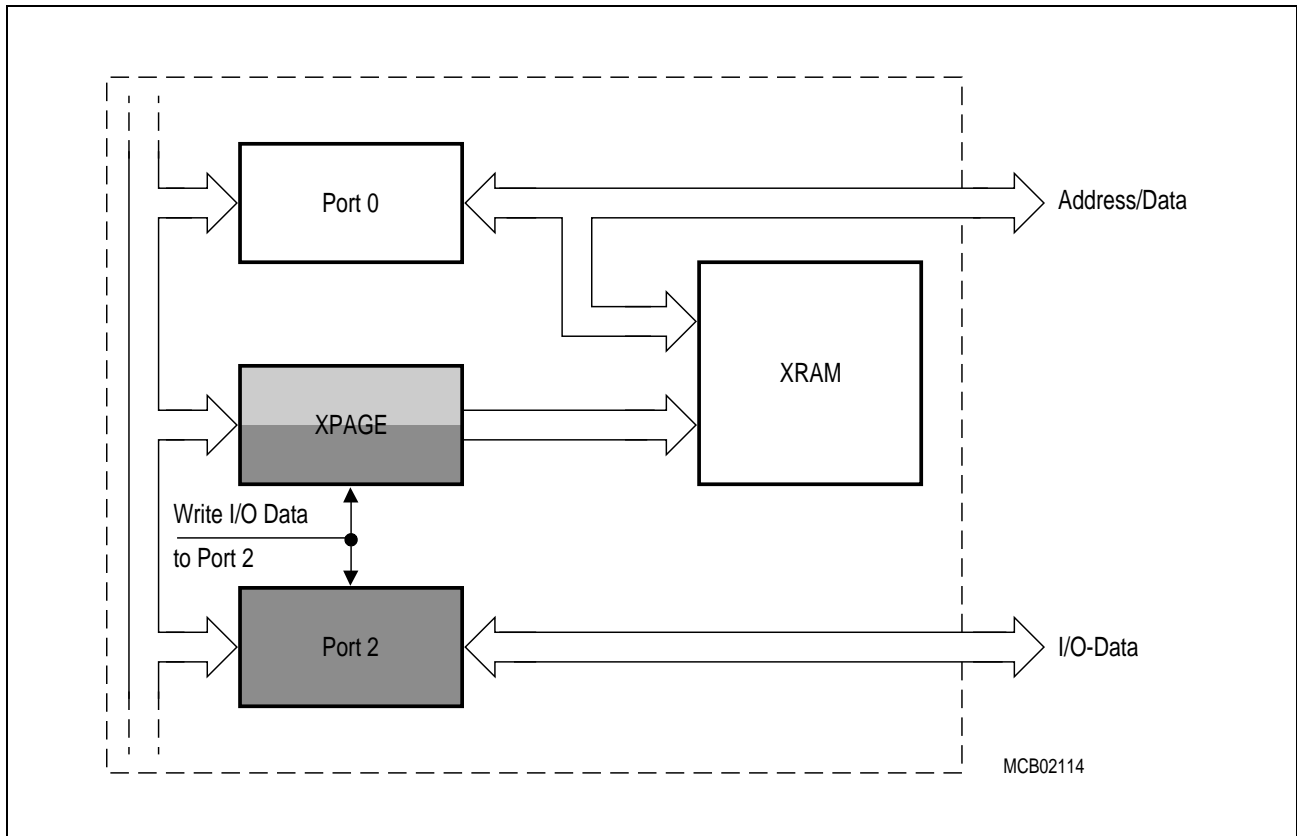 Port 0
Address/Data
XRAM
XPAGE
Write I/O Data
to Port 2
Port 2
I/O-Data
MCB02114